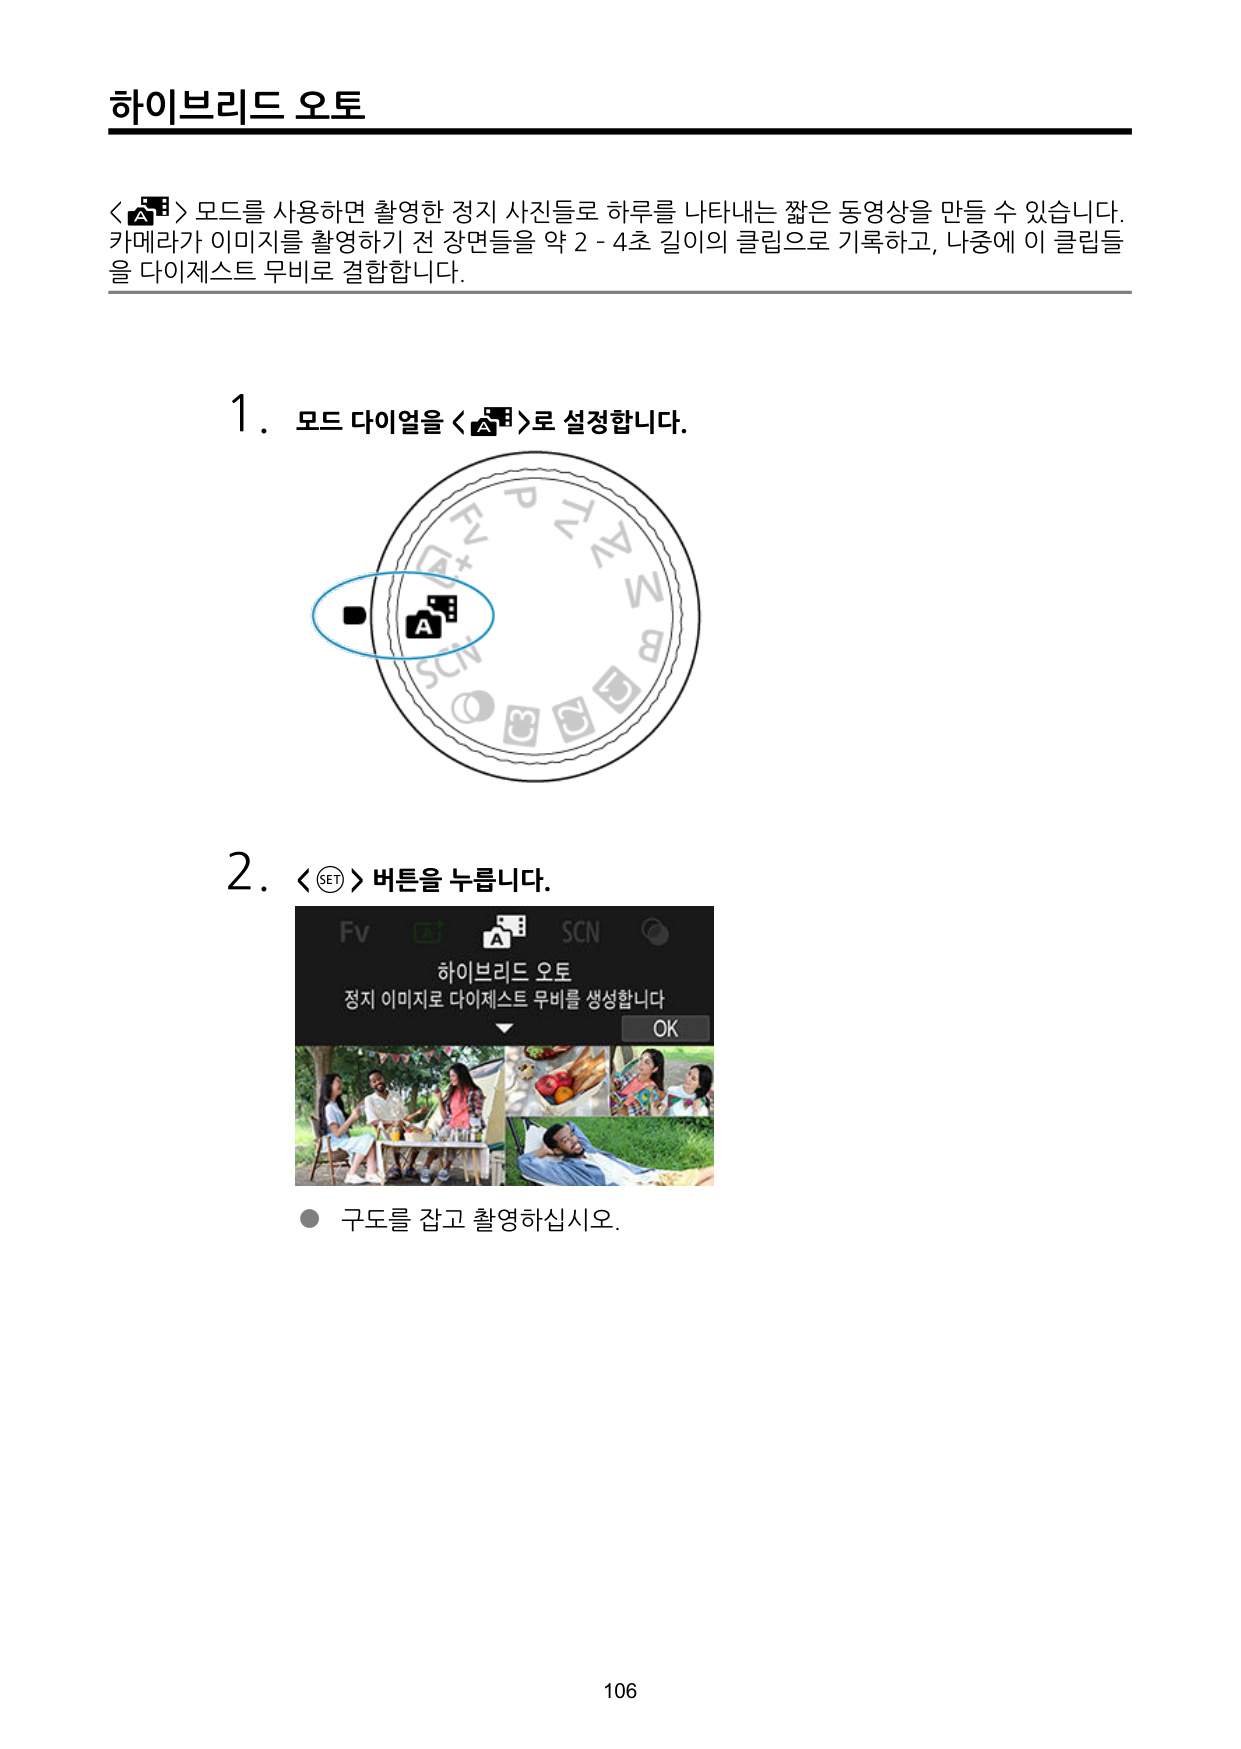 하이브리드 오토
< A > 모드를 사용하면 촬영한 정지 사진들로 하루를 나타내는 짧은 동영상을 만들 수 있습니다.
카메라가 이미지를 촬영하기 전 장면들을 약 2 - 4초 길이의 클립으로 기록하고, 나중에 이 클립들
을 다이제스트 무비로 결합합니다.
1. 모드 다이얼을 < A >로 설정합니다.
P
Tv
Fv
Av
A+
M
A
B
SCN
C1
C2
C3
2. < SET > 버튼을 누릅니다.
Fv A+ A SCN
하이브리드 오토
정지 이미지로 다이제스트 무비를 생성합니다
OK
● 구도를 잡고 촬영하십시오.
106